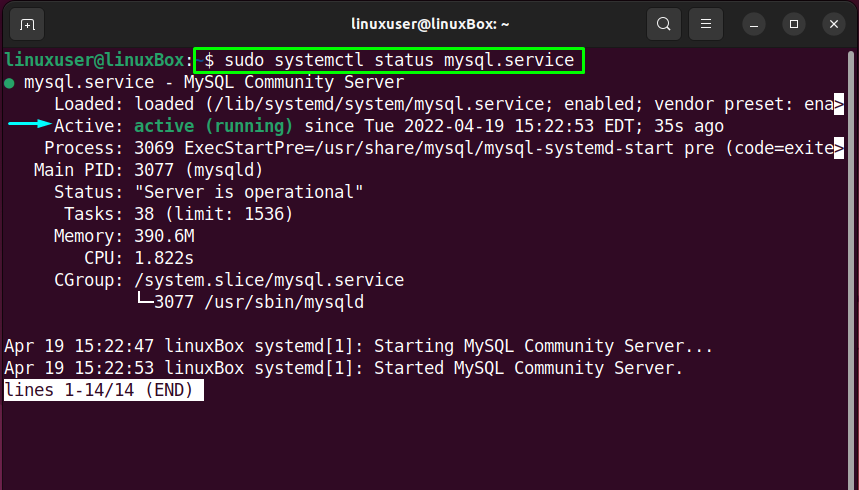 linuxuser@linuxBox: ~
linuxuser@linuxBox:~$ sudo systemctl status mysql.service
● mysql.service - MySQL Community Server
     Loaded: loaded (/lib/systemd/system/mysql.service; enabled; vendor preset: ena>
     Active: active (running) since Tue 2022-04-19 15:22:53 EDT; 35s ago
    Process: 3069 ExecStartPre=/usr/share/mysql/mysql-systemd-start pre (code=exite>
   Main PID: 3077 (mysqld)
     Status: "Server is operational"
      Tasks: 38 (limit: 1536)
     Memory: 390.6M
        CPU: 1.822s
     CGroup: /system.slice/mysql.service
             └─3077 /usr/sbin/mysqld
Apr 19 15:22:47 linuxBox systemd[1]: Starting MySQL Community Server...
Apr 19 15:22:53 linuxBox systemd[1]: Started MySQL Community Server.
lines 1-14/14 (END)